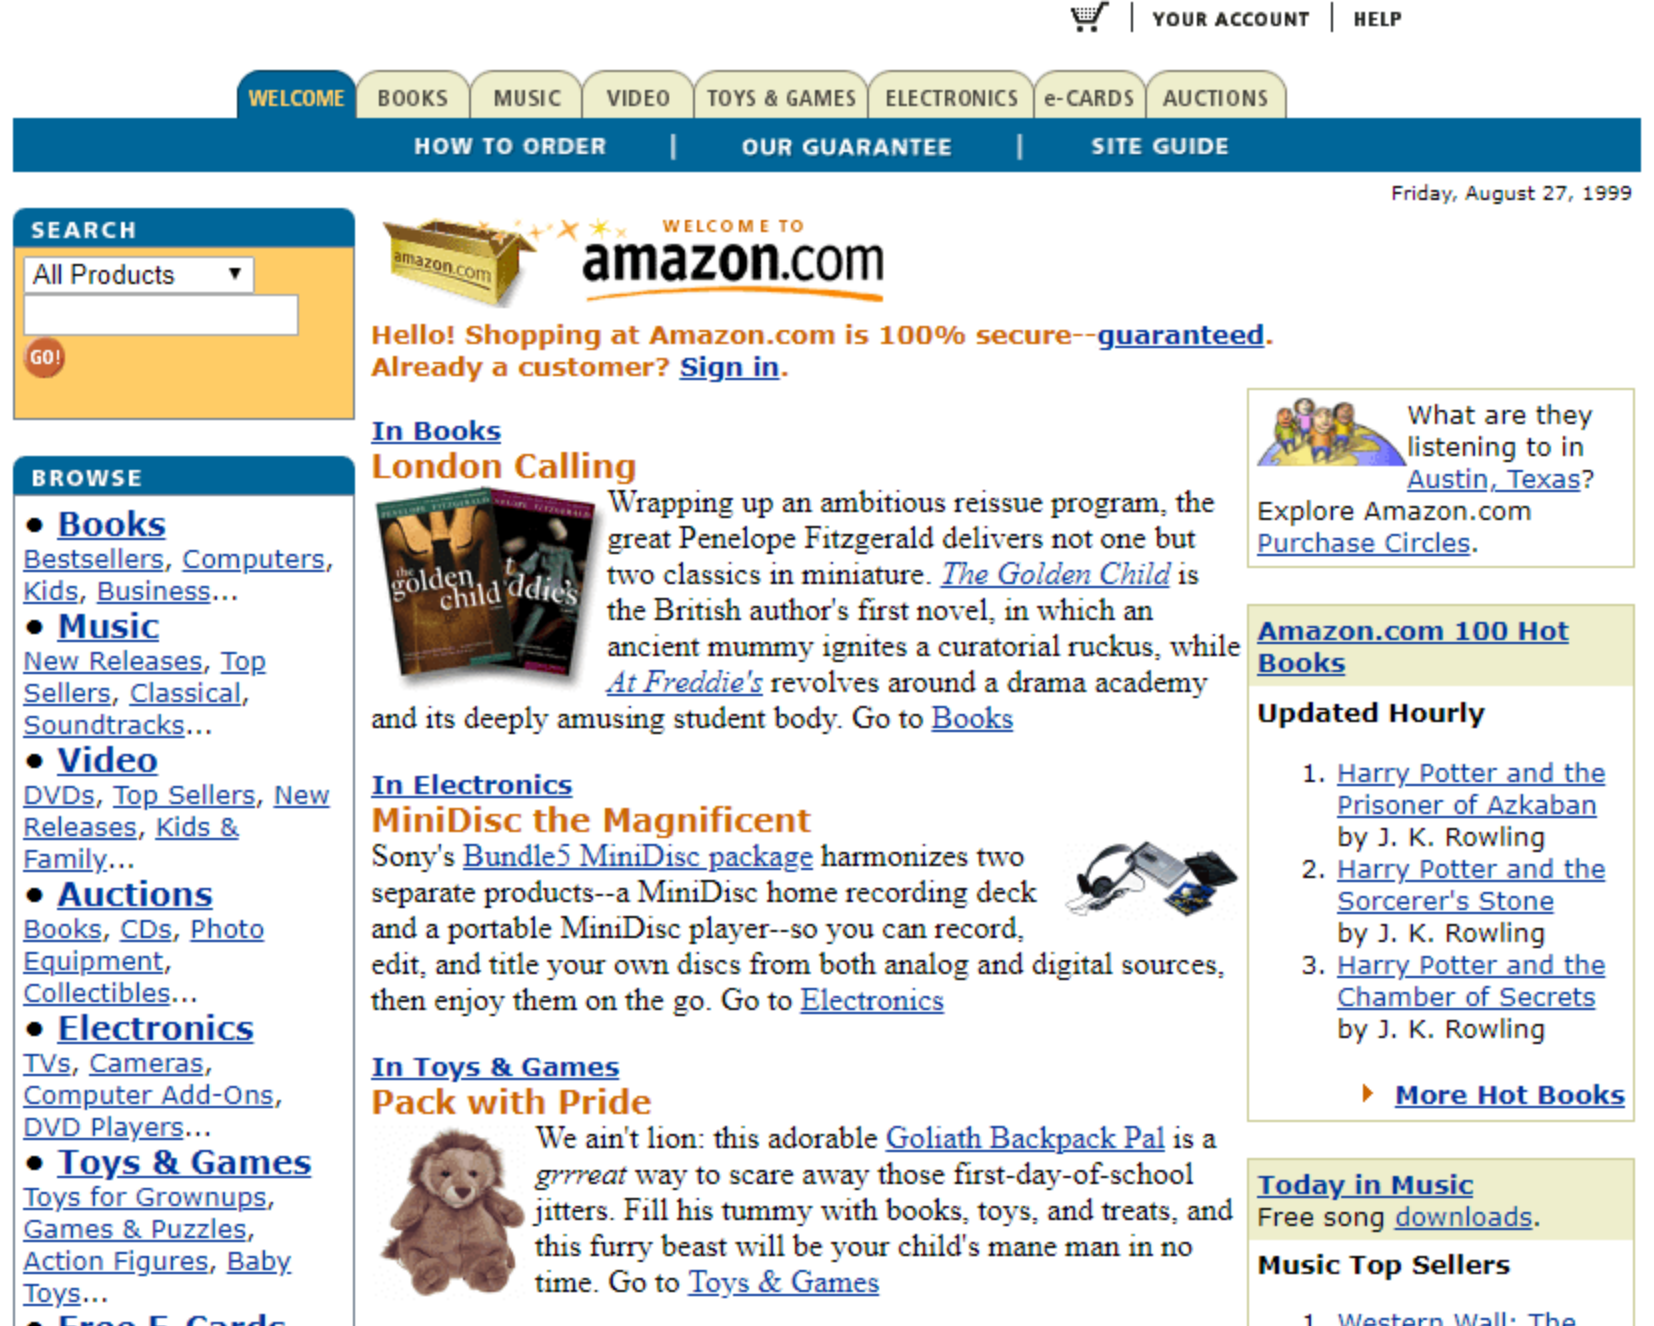 YOUR ACCOUNT | HELP
WELCOME BOOKS MUSIC VIDEO TOYS & GAMES ELECTRONICS e-CARDS AUCTIONS
HOW TO ORDER | OUR GUARANTEE | SITE GUIDE
Friday, August 27, 1999
SEARCH
All Products
GO!
BROWSE
• Books
Bestsellers, Computers,
Kids, Business...
• Music
New Releases, Top
Sellers, Classical,
Soundtracks...
• Video
DVDs, Top Sellers, New
Releases, Kids &
Family...
• Auctions
Books, CDs, Photo
Equipment,
Collectibles...
• Electronics
TVs, Cameras,
Computer Add-Ons,
DVD Players...
• Toys & Games
Toys for Grownups,
Games & Puzzles,
Action Figures, Baby
Toys...
• Free E-Cards
amazon.com
WELCOME TO
amazon.com
Hello! Shopping at Amazon.com is 100% secure--guaranteed.
Already a customer? Sign in.
In Books
London Calling
PENELOPE FITZGERALD
the
golden
child
PENELOPE FITZGERALD
t
ddie's
Wrapping up an ambitious reissue program, the
great Penelope Fitzgerald delivers not one but
two classics in miniature. The Golden Child is
the British author's first novel, in which an
ancient mummy ignites a curatorial ruckus, while
At Freddie's revolves around a drama academy
and its deeply amusing student body. Go to Books
In Electronics
MiniDisc the Magnificent
Sony's Bundle5 MiniDisc package harmonizes two
separate products--a MiniDisc home recording deck
and a portable MiniDisc player--so you can record,
edit, and title your own discs from both analog and digital sources,
then enjoy them on the go. Go to Electronics
In Toys & Games
Pack with Pride
We ain't lion: this adorable Goliath Backpack Pal is a
grrreat way to scare away those first-day-of-school
jitters. Fill his tummy with books, toys, and treats, and
this furry beast will be your child's mane man in no
time. Go to Toys & Games
What are they
listening to in
Austin, Texas?
Explore Amazon.com
Purchase Circles.
Amazon.com 100 Hot
Books
Updated Hourly
1. Harry Potter and the
Prisoner of Azkaban
by J. K. Rowling
2. Harry Potter and the
Sorcerer's Stone
by J. K. Rowling
3. Harry Potter and the
Chamber of Secrets
by J. K. Rowling
More Hot Books
Today in Music
Free song downloads.
Music Top Sellers
1. Western Wall: The